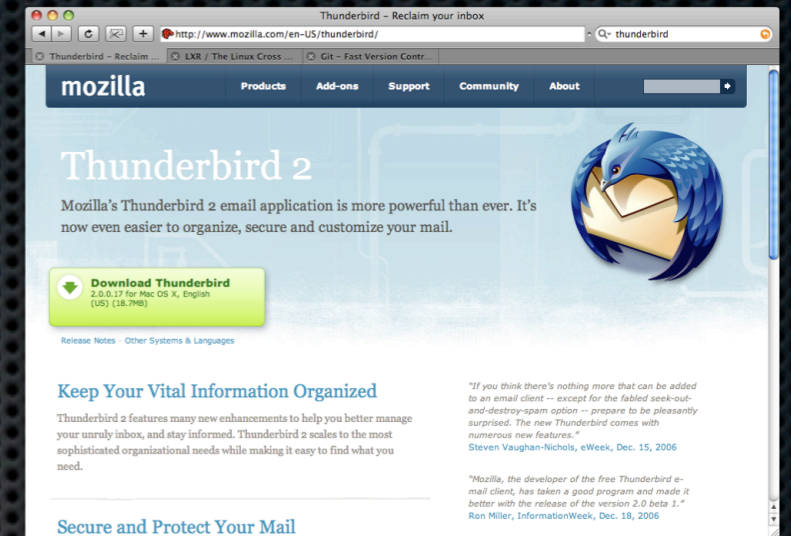 Thunderbird – Reclaim your inbox
http://www.mozilla.com/en-US/thunderbird/
thunderbird
Thunderbird – Reclaim ...
LXR / The Linux Cross ...
Git – Fast Version Contr...
mozilla
Products
Add-ons
Support
Community
About
Thunderbird 2
Mozilla's Thunderbird 2 email application is more powerful than ever. It's
now even easier to organize, secure and customize your mail.
Download Thunderbird
2.0.0.17 for Mac OS X, English
(US) (18.7MB)
Release Notes - Other Systems & Languages
Keep Your Vital Information Organized
Thunderbird 2 features many new enhancements to help you better manage
your unruly inbox, and stay informed. Thunderbird 2 scales to the most
sophisticated organizational needs while making it easy to find what you
need.
Secure and Protect Your Mail
"If you think there's nothing more that can be added
to an email client -- except for the fabled seek-out-
and-destroy-spam option -- prepare to be pleasantly
surprised. The new Thunderbird comes with
numerous new features."
Steven Vaughan-Nichols, eWeek, Dec. 15, 2006
"Mozilla, the developer of the free Thunderbird e-
mail client, has taken a good program and made it
better with the release of the version 2.0 beta 1."
Ron Miller, InformationWeek, Dec. 18, 2006